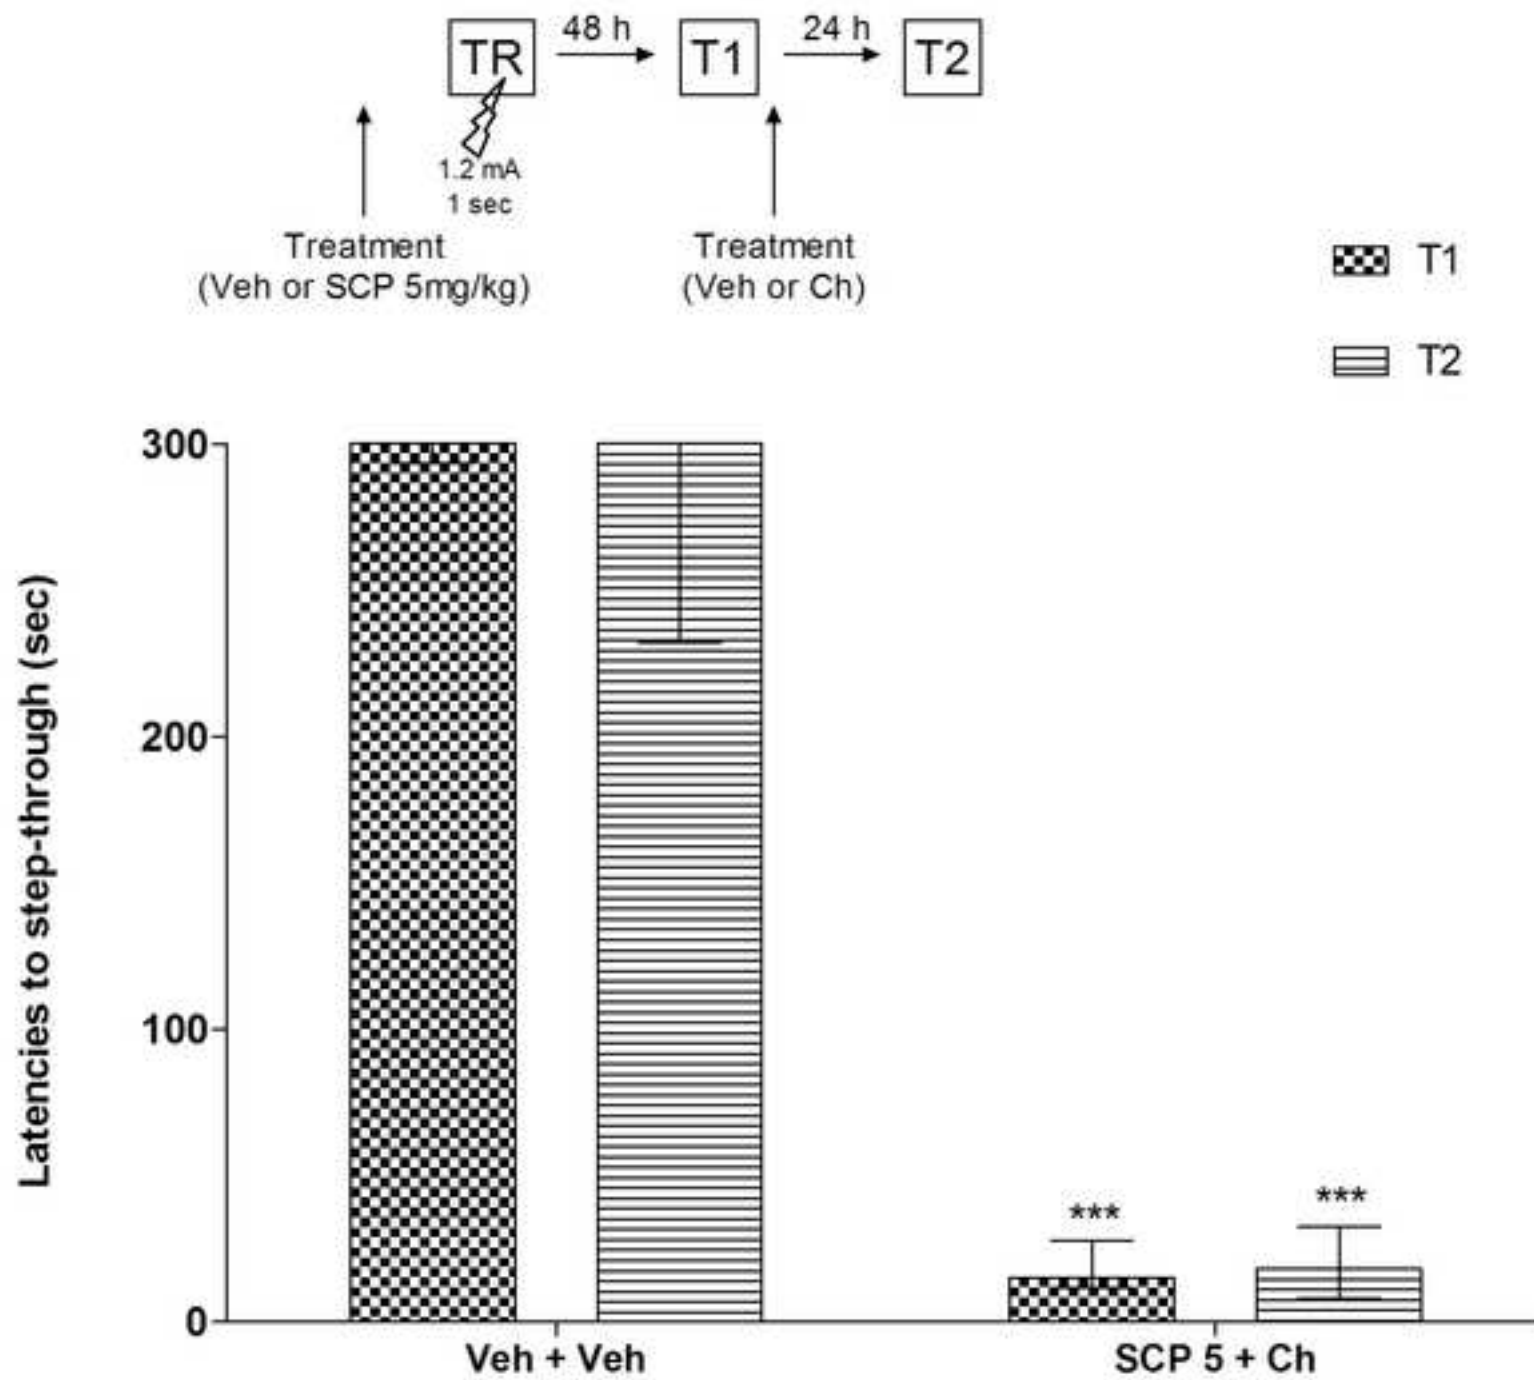 TR 48 h T1 24 h T2
1.2 mA
1 sec
Treatment
(Veh or SCP 5mg/kg)
Treatment
(Veh or Ch)
T1
T2
Latencies to step-through (sec)
300
200
100
0
***
***
Veh + Veh
SCP 5 + Ch